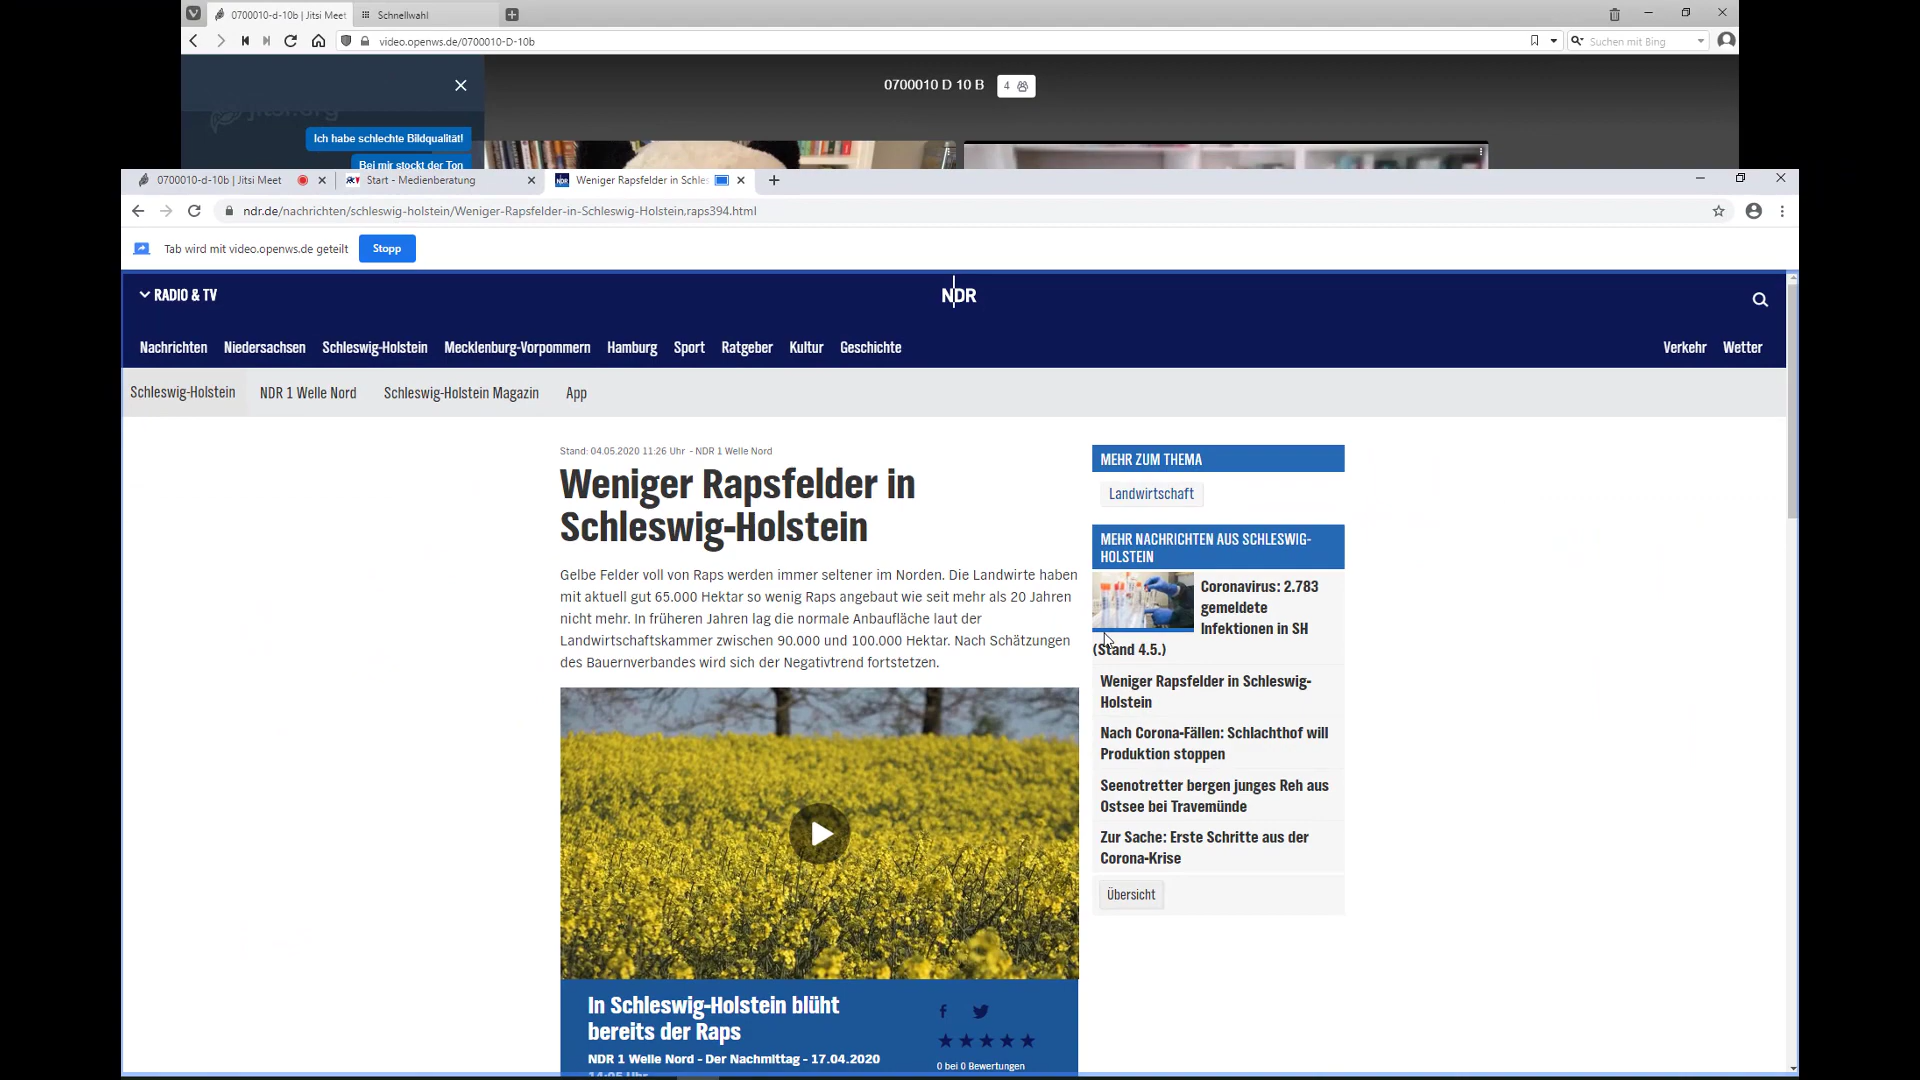 0700010-d-10b | Jitsi Meet
Schnellwahl
video.openws.de/0700010-D-10b
Suchen mit Bing
0700010 D 10 B
4
jitsi.org
Ich habe schlechte Bildqualität!
Bei mir stockt der Ton
0700010-d-10b | Jitsi Meet
Start - Medienberatung
Weniger Rapsfelder in Schles
ndr.de/nachrichten/schleswig-holstein/Weniger-Rapsfelder-in-Schleswig-Holstein,raps394.html
Tab wird mit video.openws.de geteilt
Stopp
RADIO & TV
NDR
Nachrichten Niedersachsen Schleswig-Holstein Mecklenburg-Vorpommern Hamburg Sport Ratgeber Kultur Geschichte Verkehr Wetter
Schleswig-Holstein NDR 1 Welle Nord Schleswig-Holstein Magazin App
Stand: 04.05.2020 11:26 Uhr - NDR 1 Welle Nord
Weniger Rapsfelder in
Schleswig-Holstein
Gelbe Felder voll von Raps werden immer seltener im Norden. Die Landwirte haben
mit aktuell gut 65.000 Hektar so wenig Raps angebaut wie seit mehr als 20 Jahren
nicht mehr. In früheren Jahren lag die normale Anbaufläche laut der
Landwirtschaftskammer zwischen 90.000 und 100.000 Hektar. Nach Schätzungen
des Bauernverbandes wird sich der Negativtrend fortsetzen.
In Schleswig-Holstein blüht
bereits der Raps
NDR 1 Welle Nord - Der Nachmittag - 17.04.2020
14:05 Uhr
0 bei 0 Bewertungen
MEHR ZUM THEMA
Landwirtschaft
MEHR NACHRICHTEN AUS SCHLESWIG-
HOLSTEIN
Coronavirus: 2.783
gemeldete
Infektionen in SH
(Stand 4.5.)
Weniger Rapsfelder in Schleswig-
Holstein
Nach Corona-Fällen: Schlachthof will
Produktion stoppen
Seenotretter bergen junges Reh aus
Ostsee bei Travemünde
Zur Sache: Erste Schritte aus der
Corona-Krise
Übersicht